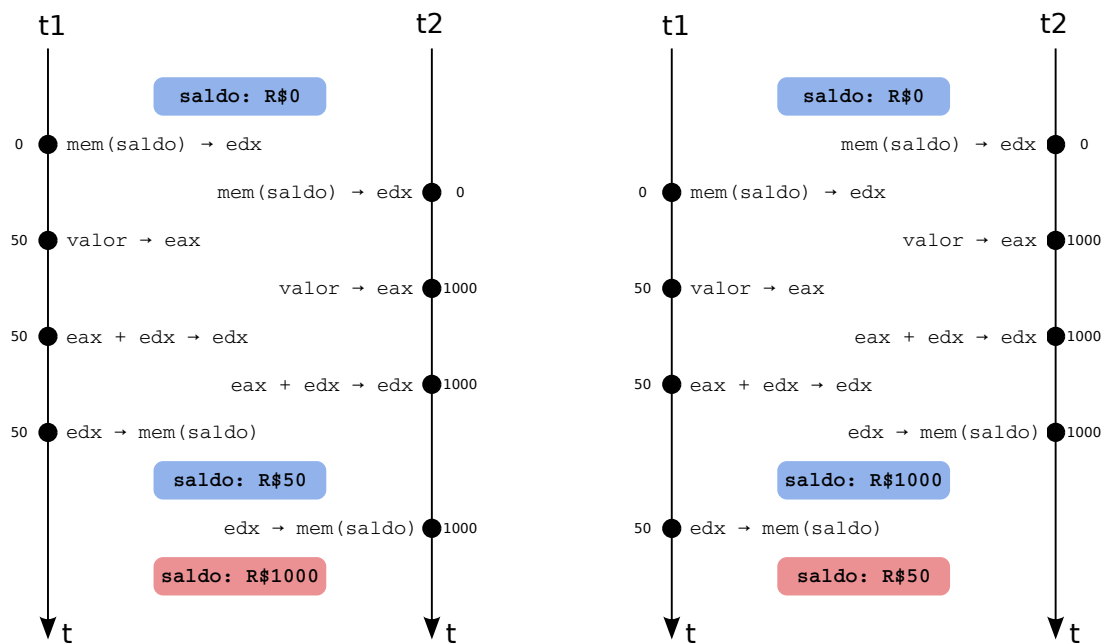 t1 t2
saldo: R$0
0 mem(saldo) → edx
mem(saldo) → edx 0
50 valor → eax
valor → eax 1000
50 eax + edx → edx
eax + edx → edx 1000
50 edx → mem(saldo)
saldo: R$50
edx → mem(saldo) 1000
saldo: R$1000
t t
t1 t2
saldo: R$0
mem(saldo) → edx 0
0 mem(saldo) → edx
valor → eax 1000
50 valor → eax
eax + edx → edx 1000
50 eax + edx → edx
edx → mem(saldo) 1000
saldo: R$1000
50 edx → mem(saldo)
saldo: R$50
t t